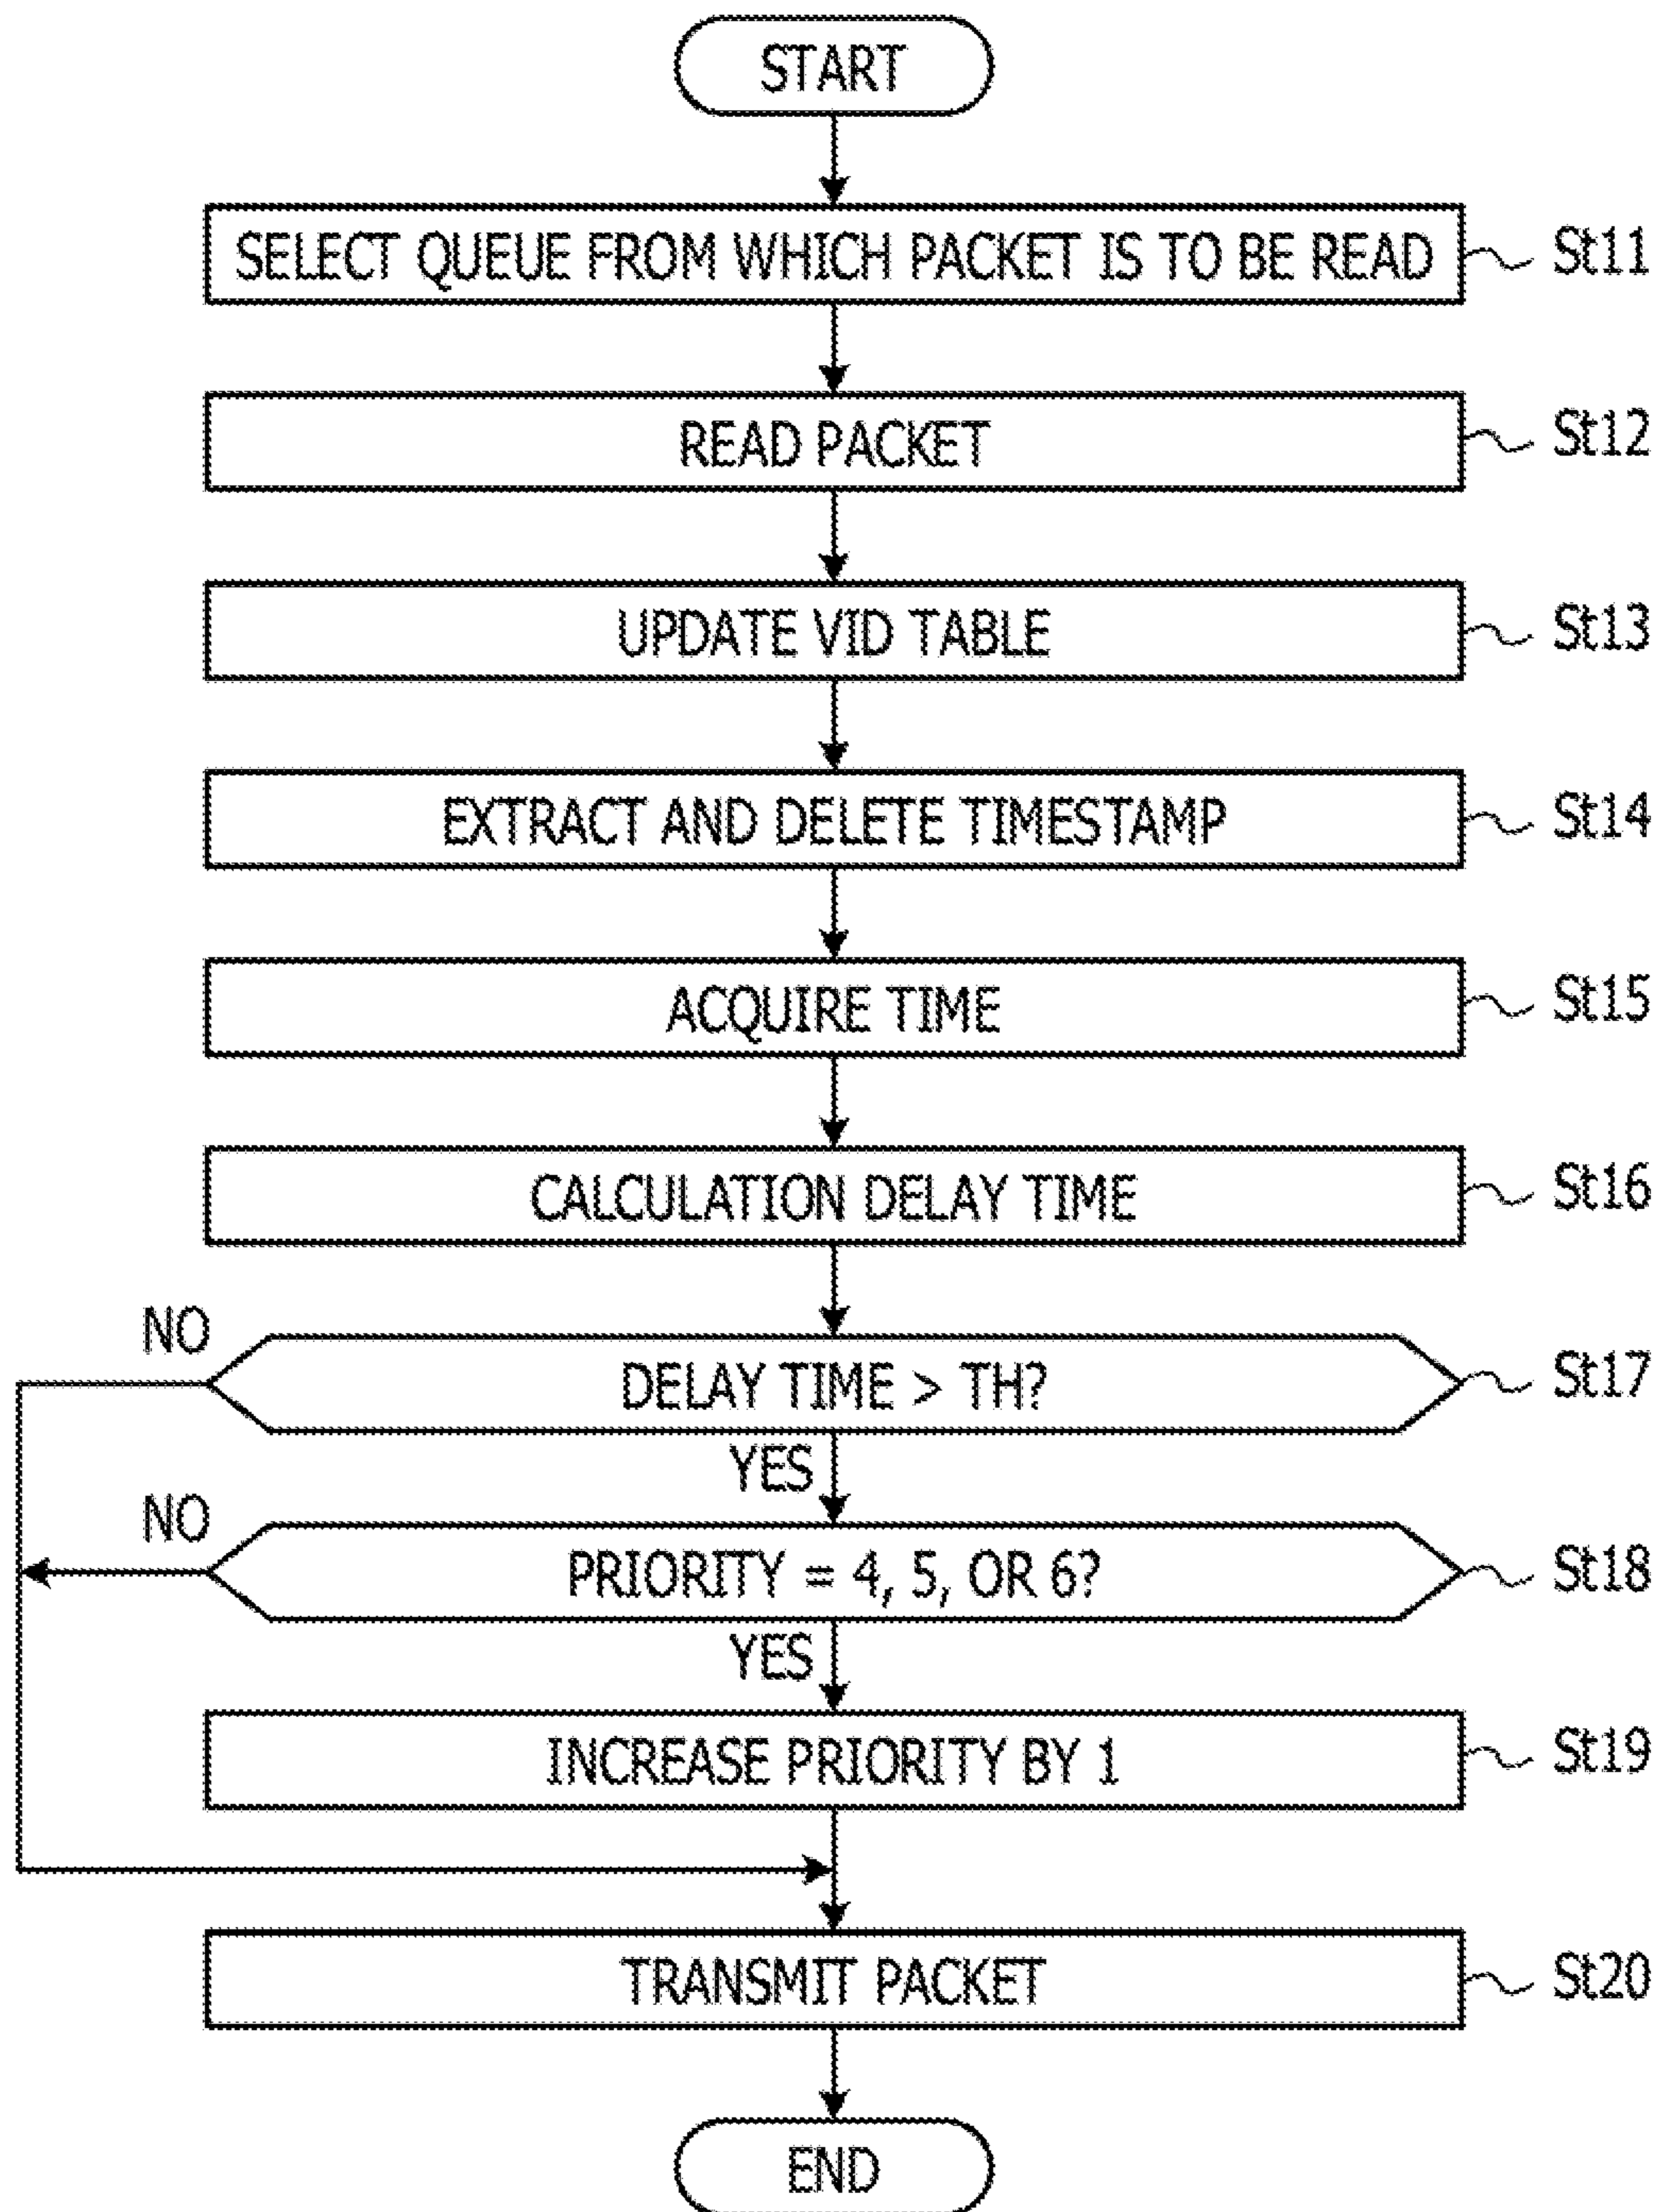 START
SELECT QUEUE FROM WHICH PACKET IS TO BE READ St11
READ PACKET St12
UPDATE VID TABLE St13
EXTRACT AND DELETE TIMESTAMP St14
ACQUIRE TIME St15
CALCULATION DELAY TIME St16
NO
DELAY TIME > TH? St17
YES
NO
PRIORITY = 4, 5, OR 6? St18
YES
INCREASE PRIORITY BY 1 St19
TRANSMIT PACKET St20
END